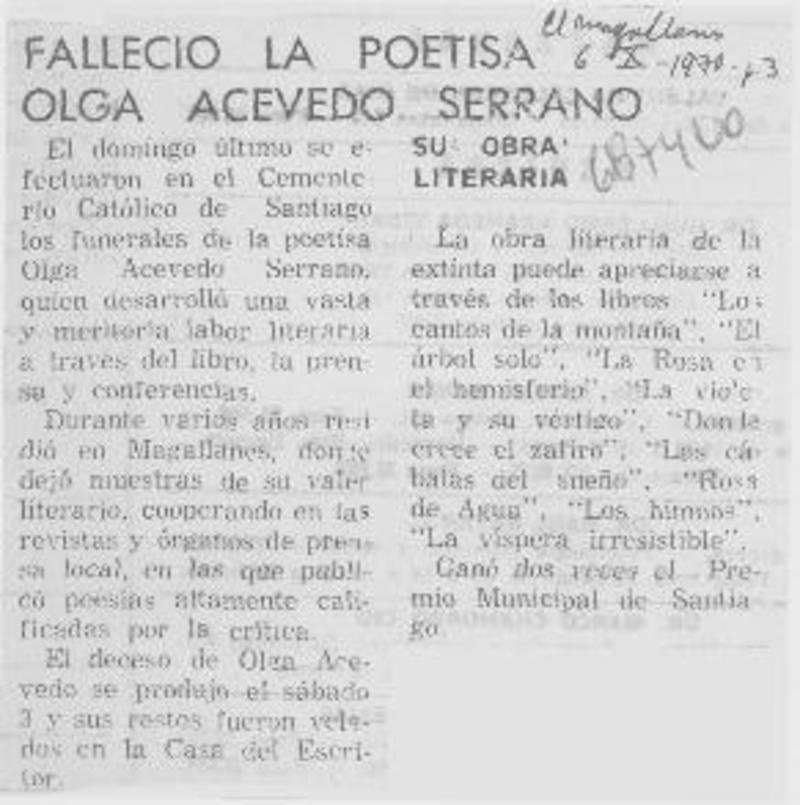 FALLECIO LA POETISA
OLGA ACEVEDO SERRANO
El Magallanes
6 X-1970 p3
El domingo último se e-
fectuaron en el Cemente-
rio Católico de Santiago
los funerales de la poetisa
Olga Acevedo Serrano,
quien desarrolló una vasta
y meritoria labor literaria
a través del libro, la pren-
sa y conferencias.
Durante varios años resi
dió en Magallanes, donde
dejó muestras de su valer
literario, cooperando en las
revistas y órganos de pren-
sa local, en las que publi-
có poesías altamente cali-
ficadas por la crítica.
El deceso de Olga Ace-
vedo se produjo el sábado
3 y sus restos fueron vela-
dos en la Casa del Escri-
tor.
SU OBRA
LITERARIA
La obra literaria de la
extinta puede apreciarse a
través de los libros "Los
cantos de la montaña", "El
árbol solo", "La Rosa en
el hemisferio", "La viole
ta y su vértigo", "Donde
crece el zafiro", "Las cá-
balas del sueño", "Rosa
de Agua", "Los himnos",
"La víspera irresistible".
Ganó dos veces el Pre-
mio Municipal de Santia-
go.